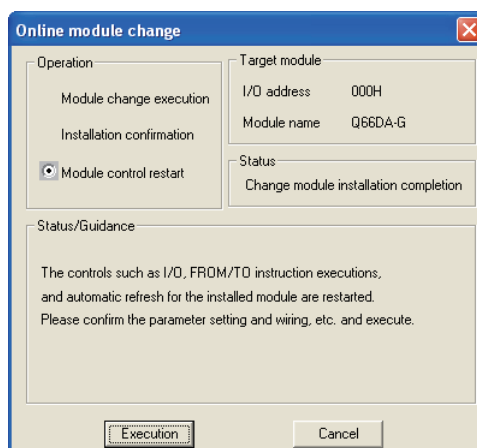 Online module change
Operation
Module change execution
Installation confirmation
Module control restart
Target module
I/O address 000H
Module name Q66DA-G
Status
Change module installation completion
Status/Guidance
The controls such as I/O, FROM/TO instruction executions,
and automatic refresh for the installed module are restarted.
Please confirm the parameter setting and wiring, etc. and execute.
Execution Cancel